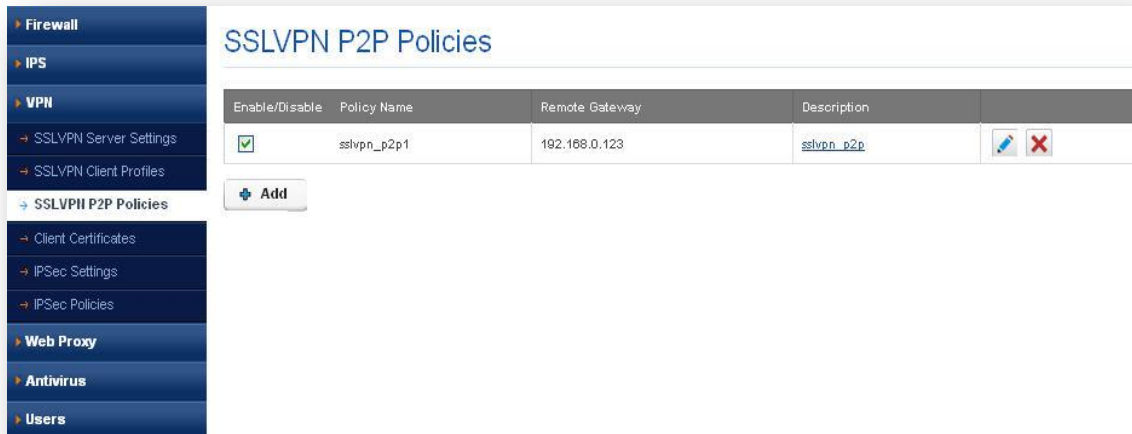 Firewall
IPS
VPN
SSLVPN Server Settings
SSLVPN Client Profiles
SSLVPN P2P Policies
Client Certificates
IPSec Settings
IPSec Policies
Web Proxy
Antivirus
Users
SSLVPN P2P Policies
Enable/Disable Policy Name Remote Gateway Description
sslvpn_p2p1 192.168.0.123 sslvpn_p2p
Add